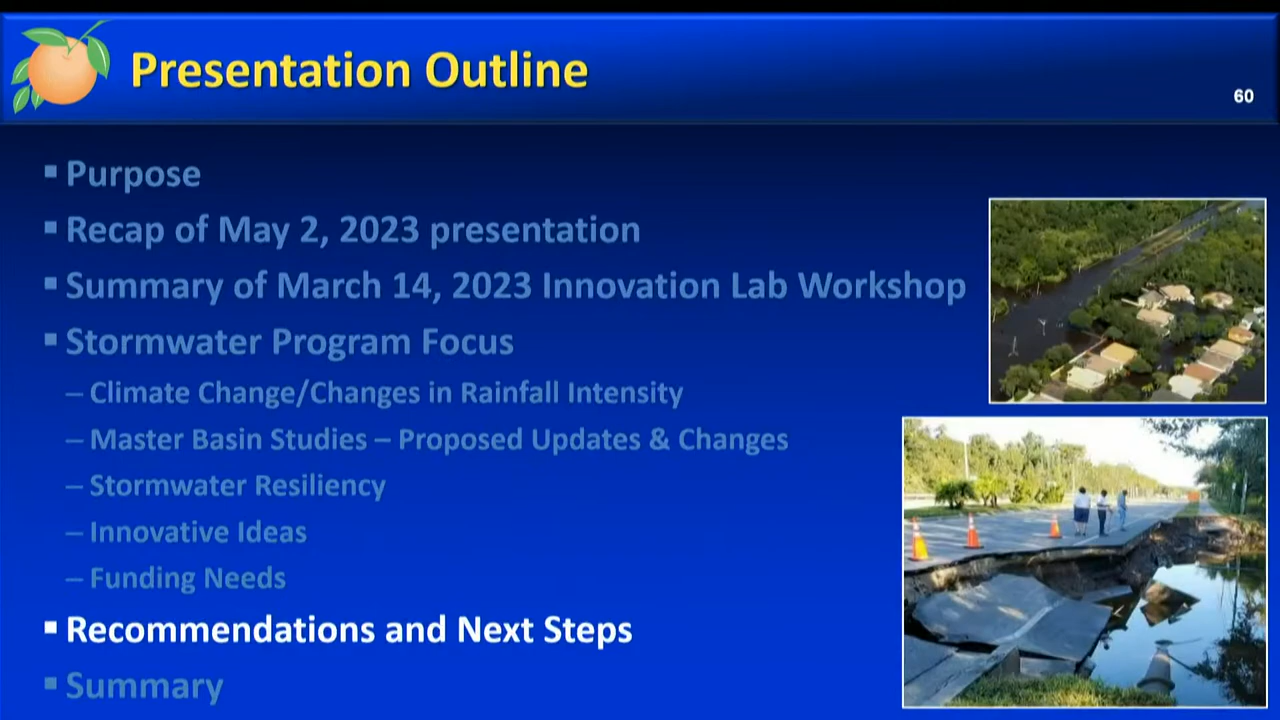 Presentation Outline
60
▪ Purpose
▪ Recap of May 2, 2023 presentation
▪ Summary of March 14, 2023 Innovation Lab Workshop
▪ Stormwater Program Focus
– Climate Change/Changes in Rainfall Intensity
– Master Basin Studies – Proposed Updates & Changes
– Stormwater Resiliency
– Innovative Ideas
– Funding Needs
▪ Recommendations and Next Steps
▪ Summary